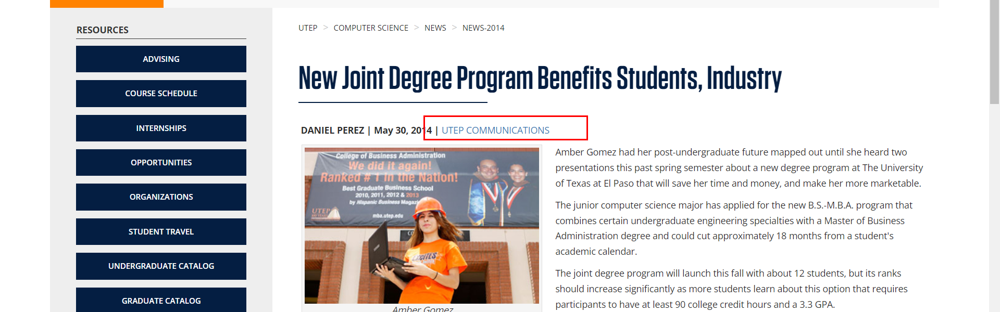 RESOURCES
ADVISING
COURSE SCHEDULE
INTERNSHIPS
OPPORTUNITIES
ORGANIZATIONS
STUDENT TRAVEL
UNDERGRADUATE CATALOG
GRADUATE CATALOG
UTEP > COMPUTER SCIENCE > NEWS > NEWS-2014
New Joint Degree Program Benefits Students, Industry
DANIEL PEREZ | May 30, 2014 | UTEP COMMUNICATIONS
College of Business Administration
We did it again!
Ranked # 1 in the Nation!
Best Graduate Business School
2010, 2011, 2012 & 2013
by Hispanic Business
UTEP
mba.utep.edu
Amber Gomez
Amber Gomez had her post-undergraduate future mapped out until she heard two
presentations this past spring semester about a new degree program at The University
of Texas at El Paso that will save her time and money, and make her more marketable.
The junior computer science major has applied for the new B.S.-M.B.A. program that
combines certain undergraduate engineering specialties with a Master of Business
Administration degree and could cut approximately 18 months from a student's
academic calendar.
The joint degree program will launch this fall with about 12 students, but its ranks
should increase significantly as more students learn about this option that requires
participants to have at least 90 college credit hours and a 3.3 GPA.